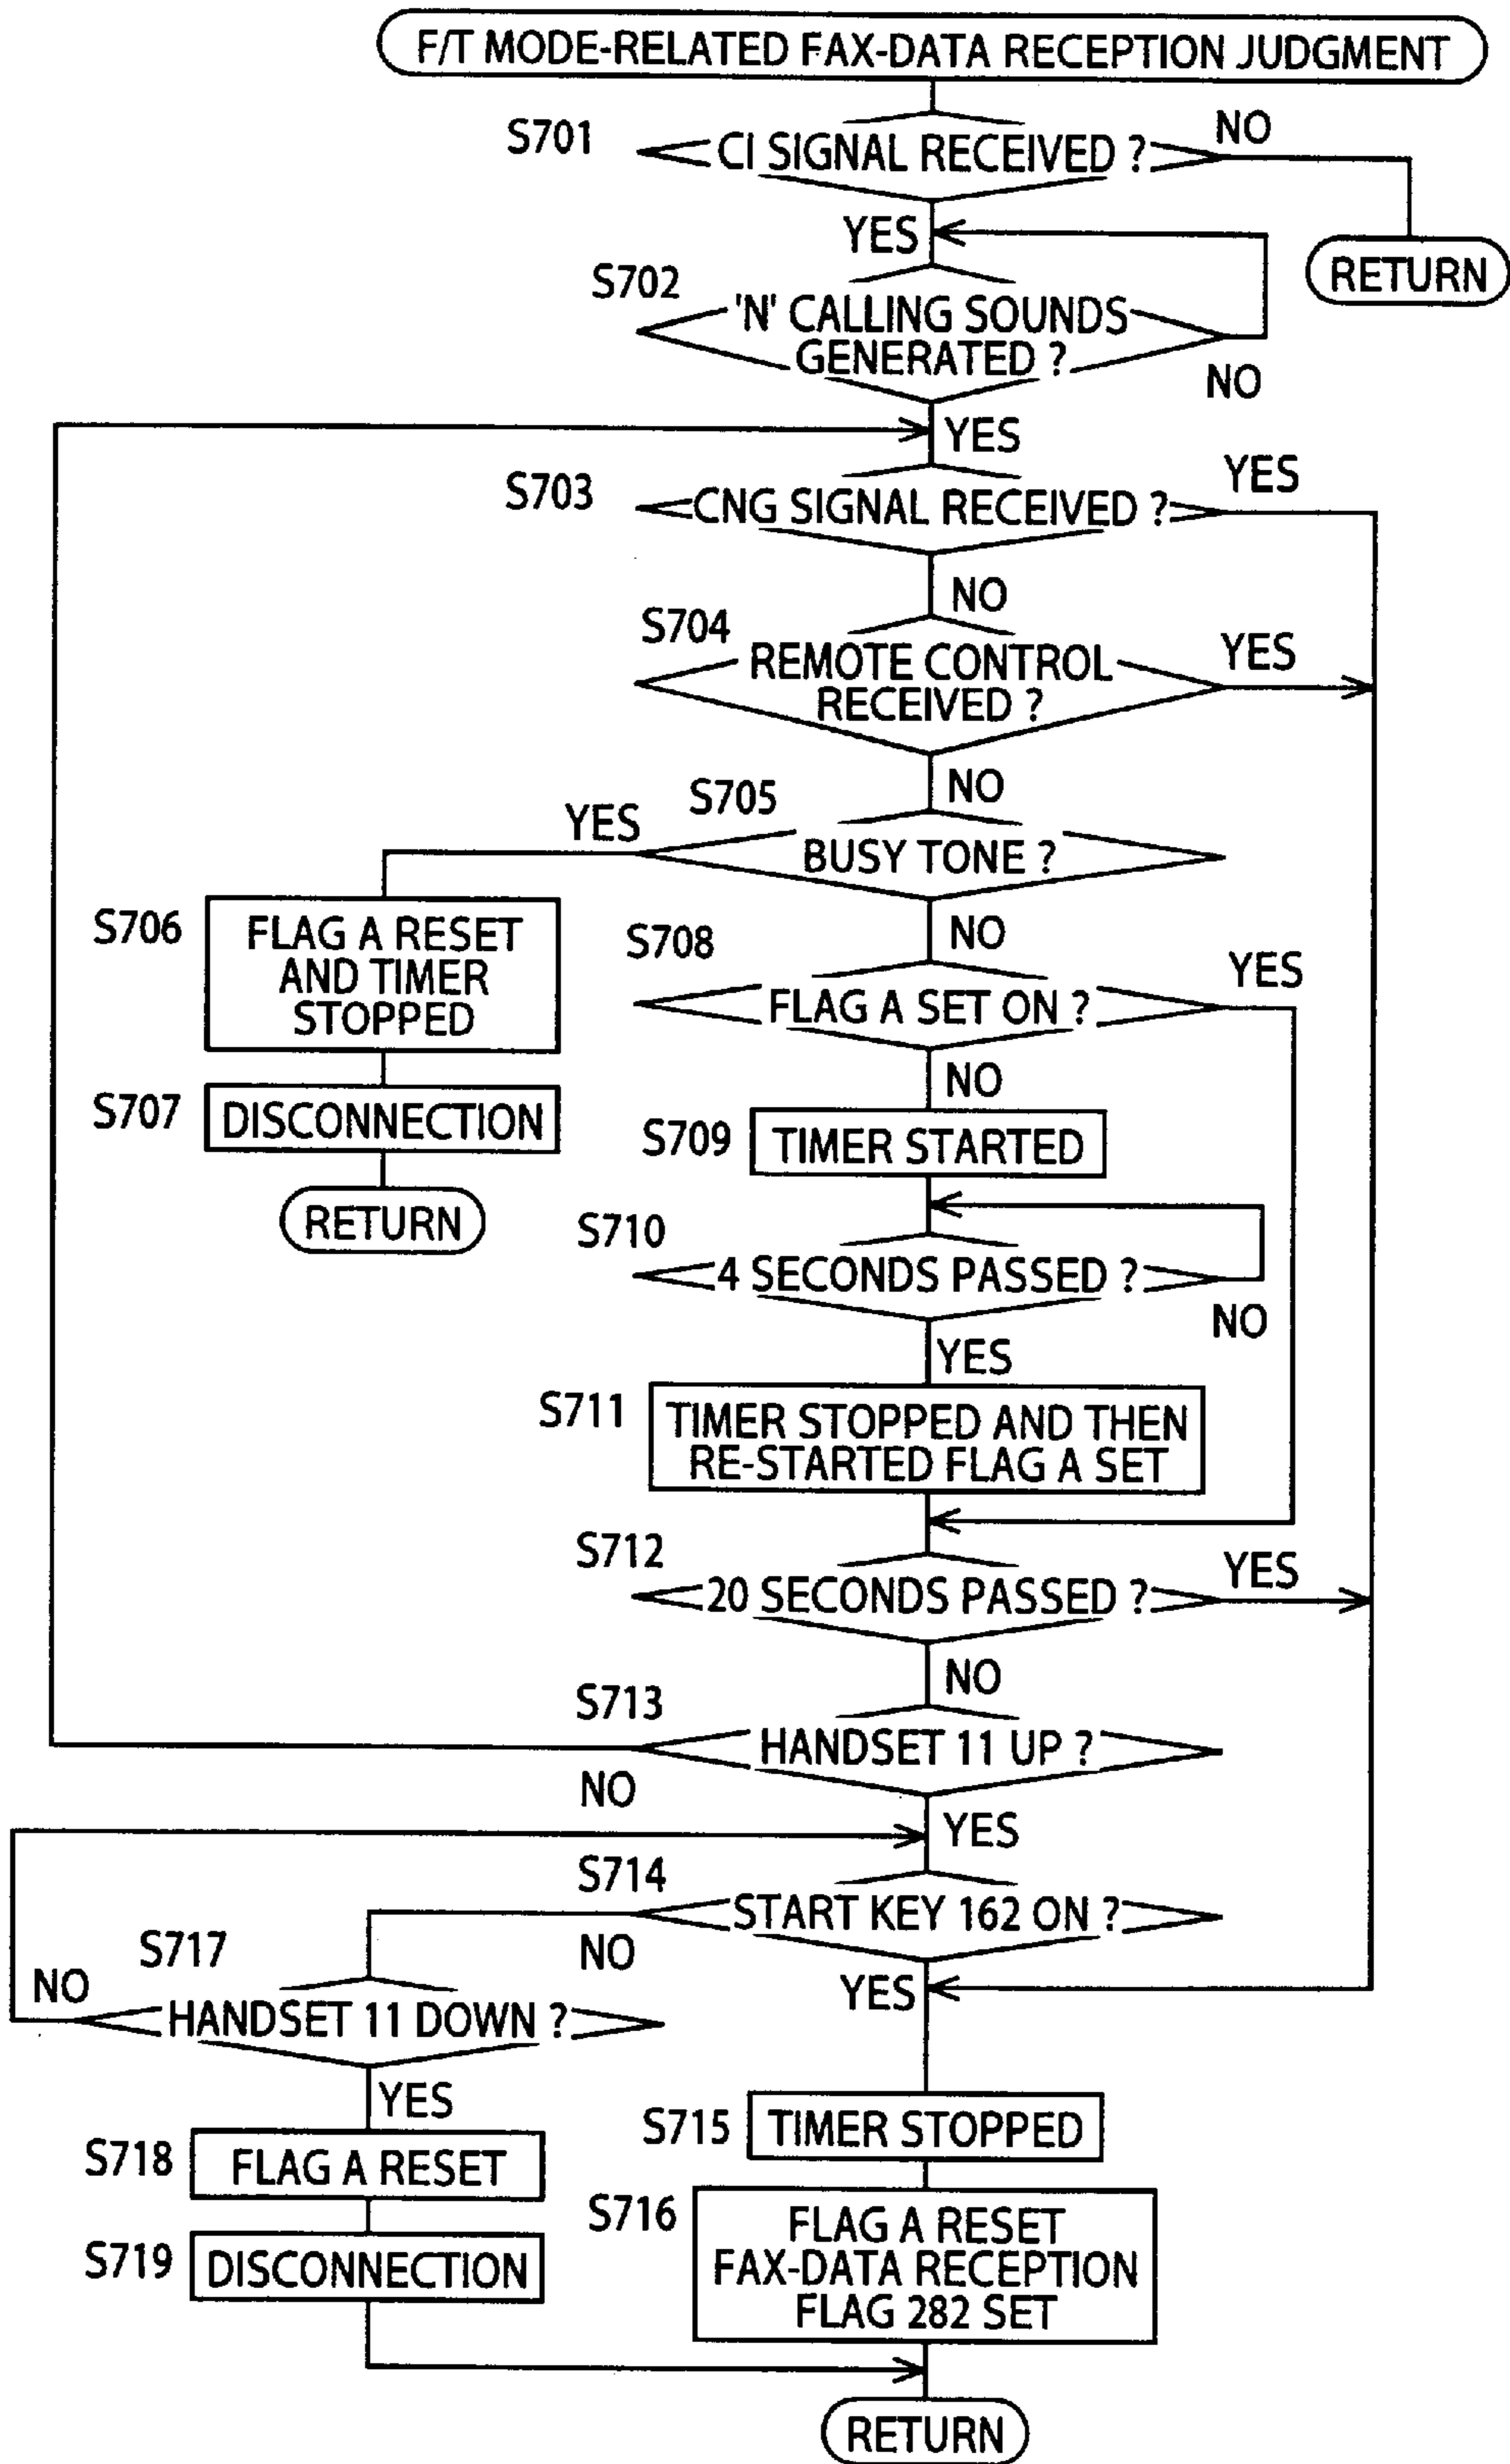 F/T MODE-RELATED FAX-DATA RECEPTION JUDGMENT
S701
CI SIGNAL RECEIVED ?
NO
YES
RETURN
S702
'N' CALLING SOUNDS
GENERATED ?
NO
YES
S703
CNG SIGNAL RECEIVED ?
YES
NO
S704
REMOTE CONTROL
RECEIVED ?
YES
NO
S705
YES
BUSY TONE ?
S706
FLAG A RESET
AND TIMER
STOPPED
NO
S708
YES
FLAG A SET ON ?
NO
S707
DISCONNECTION
S709
TIMER STARTED
RETURN
S710
4 SECONDS PASSED ?
NO
YES
S711
TIMER STOPPED AND THEN
RE-STARTED FLAG A SET
S712
20 SECONDS PASSED ?
YES
NO
S713
HANDSET 11 UP ?
NO
YES
S714
START KEY 162 ON ?
NO
S717
NO
HANDSET 11 DOWN ?
YES
YES
S715
TIMER STOPPED
S718
FLAG A RESET
S716
FLAG A RESET
FAX-DATA RECEPTION
FLAG 282 SET
S719
DISCONNECTION
RETURN